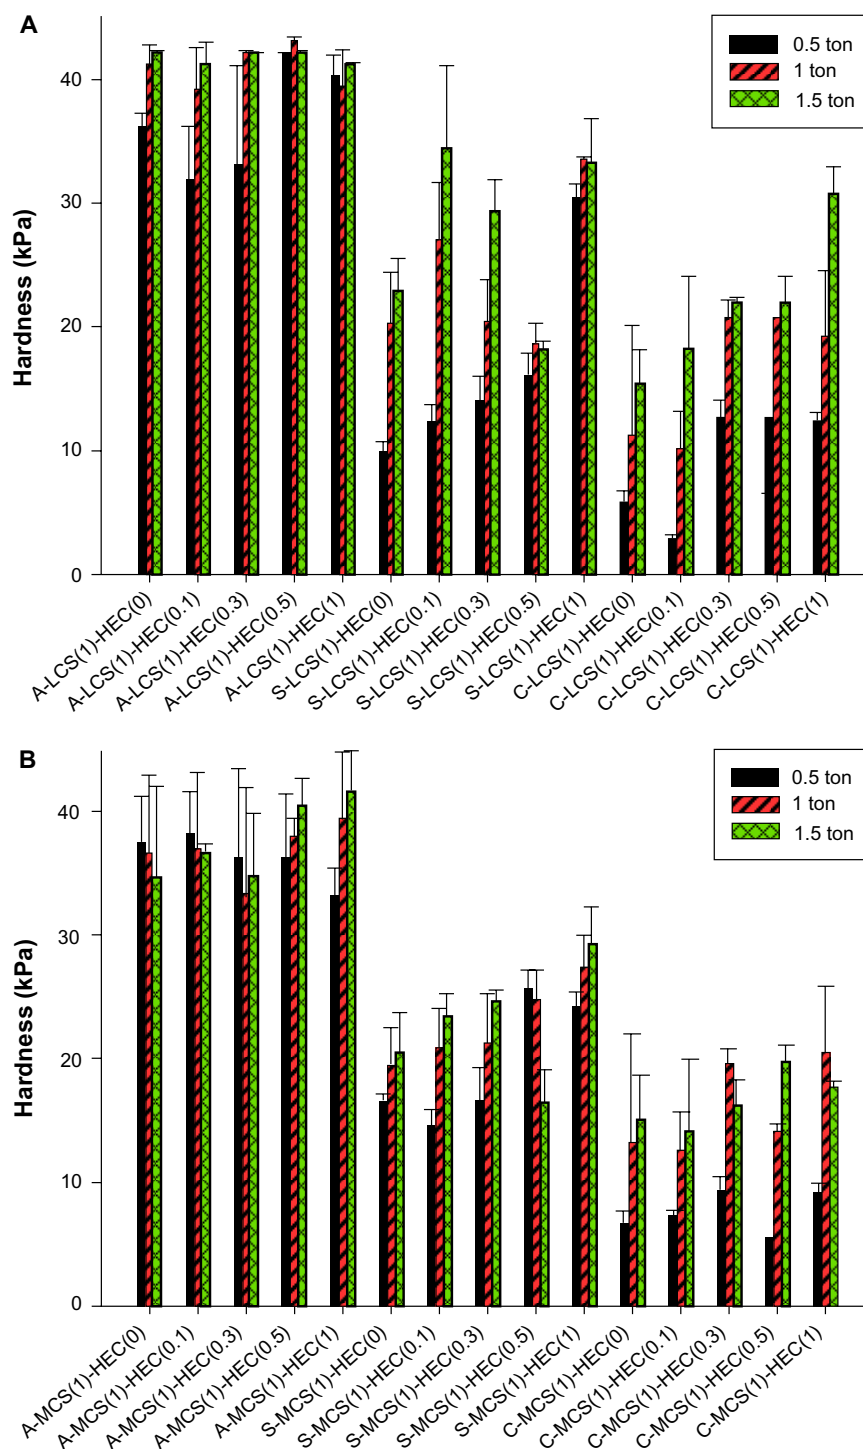 A
0.5 ton
1 ton
1.5 ton
Hardness (kPa)
40
30
20
10
0
A-LCS(1)-HEC(0)
A-LCS(1)-HEC(0.1)
A-LCS(1)-HEC(0.3)
A-LCS(1)-HEC(0.5)
A-LCS(1)-HEC(1)
S-LCS(1)-HEC(0)
S-LCS(1)-HEC(0.1)
S-LCS(1)-HEC(0.3)
S-LCS(1)-HEC(0.5)
S-LCS(1)-HEC(1)
C-LCS(1)-HEC(0)
C-LCS(1)-HEC(0.1)
C-LCS(1)-HEC(0.3)
C-LCS(1)-HEC(0.5)
C-LCS(1)-HEC(1)
B
0.5 ton
1 ton
1.5 ton
Hardness (kPa)
40
30
20
10
0
A-MCS(1)-HEC(0)
A-MCS(1)-HEC(0.1)
A-MCS(1)-HEC(0.3)
A-MCS(1)-HEC(0.5)
A-MCS(1)-HEC(1)
S-MCS(1)-HEC(0)
S-MCS(1)-HEC(0.1)
S-MCS(1)-HEC(0.3)
S-MCS(1)-HEC(0.5)
S-MCS(1)-HEC(1)
C-MCS(1)-HEC(0)
C-MCS(1)-HEC(0.1)
C-MCS(1)-HEC(0.3)
C-MCS(1)-HEC(0.5)
C-MCS(1)-HEC(1)